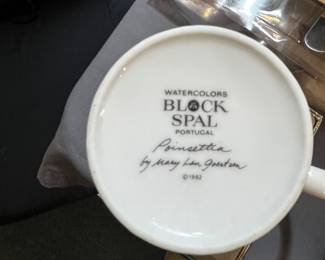 WATERCOLORS
BLOCK
SPAL
PORTUGAL
Poinsettia
by Mary Lou Goertzen
©1982